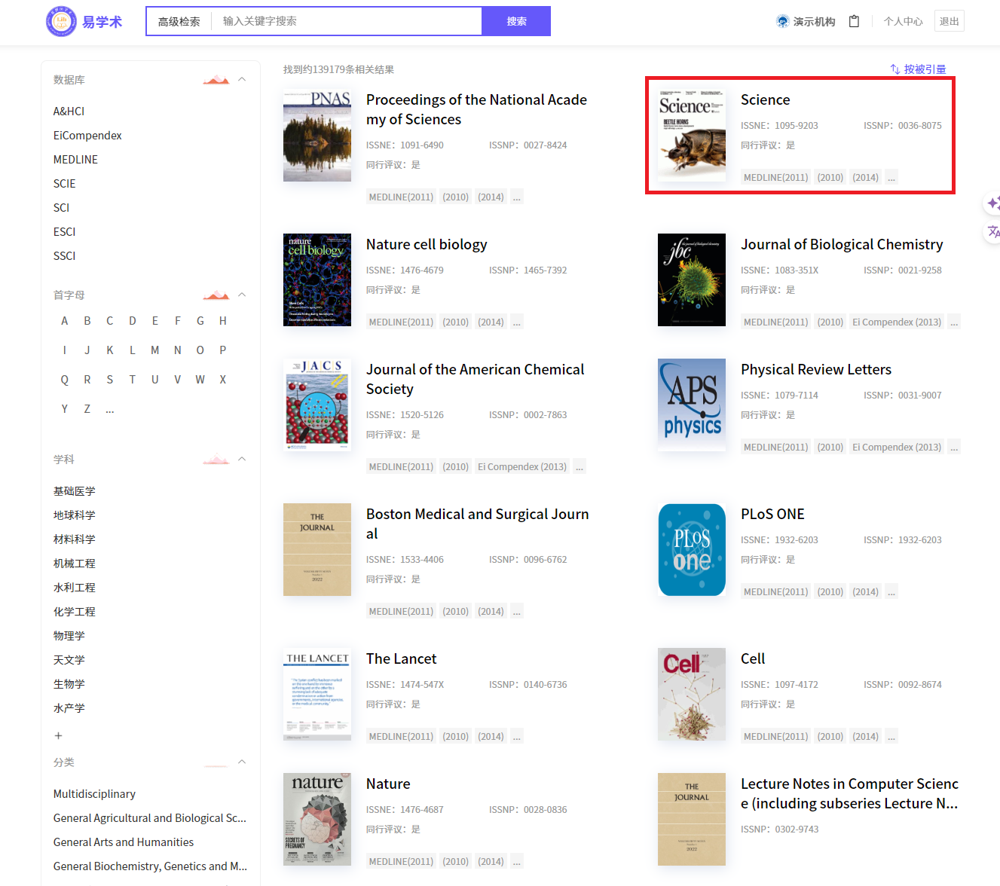 易学术
高级检索
输入关键字搜索
搜索
演示机构
个人中心
退出
数据库
A&HCI
EiCompendex
MEDLINE
SCIE
SCI
ESCI
SSCI
首字母
A B C D E F G H
I J K L M N O P
Q R S T U V W X
Y Z ...
学科
基础医学
地球科学
材料科学
机械工程
水利工程
化学工程
物理学
天文学
生物学
水产学
+
分类
Multidisciplinary
General Agricultural and Biological Sc...
General Arts and Humanities
General Biochemistry, Genetics and M...
找到约139179条相关结果
按被引量
PNAS
Proceedings of the National Acade
my of Sciences
ISSNE：1091-6490 ISSNP：0027-8424
同行评议：是
MEDLINE(2011) (2010) (2014) ...
Science
BEETLE HORNS
Science
ISSNE：1095-9203 ISSNP：0036-8075
同行评议：是
MEDLINE(2011) (2010) (2014) ...
nature
cell biology
Nature cell biology
ISSNE：1476-4679 ISSNP：1465-7392
同行评议：是
MEDLINE(2011) (2010) (2014) ...
jbc
Journal of Biological Chemistry
ISSNE：1083-351X ISSNP：0021-9258
同行评议：是
MEDLINE(2011) (2010) Ei Compendex (2013) ...
JACS
Journal of the American Chemical
Society
ISSNE：1520-5126 ISSNP：0002-7863
同行评议：是
MEDLINE(2011) (2010) Ei Compendex (2013) ...
APS
physics
Physical Review Letters
ISSNE：1079-7114 ISSNP：0031-9007
同行评议：是
MEDLINE(2011) (2010) Ei Compendex (2013) ...
THE
JOURNAL
2022
Boston Medical and Surgical Journ
al
ISSNE：1533-4406 ISSNP：0096-6762
同行评议：是
MEDLINE(2011) (2010) (2014) ...
PLoS
one
PLoS ONE
ISSNE：1932-6203 ISSNP：1932-6203
同行评议：是
MEDLINE(2011) (2010) (2014) ...
THE LANCET
The Lancet
ISSNE：1474-547X ISSNP：0140-6736
同行评议：是
MEDLINE(2011) (2010) (2014) ...
Cell
Cell
ISSNE：1097-4172 ISSNP：0092-8674
同行评议：是
MEDLINE(2011) (2010) (2014) ...
nature
SECRETS OF
PREGNANCY
Nature
ISSNE：1476-4687 ISSNP：0028-0836
同行评议：是
MEDLINE(2011) (2010) (2014) ...
THE
JOURNAL
2022
Lecture Notes in Computer Scienc
e (including subseries Lecture N...
ISSNP：0302-9743